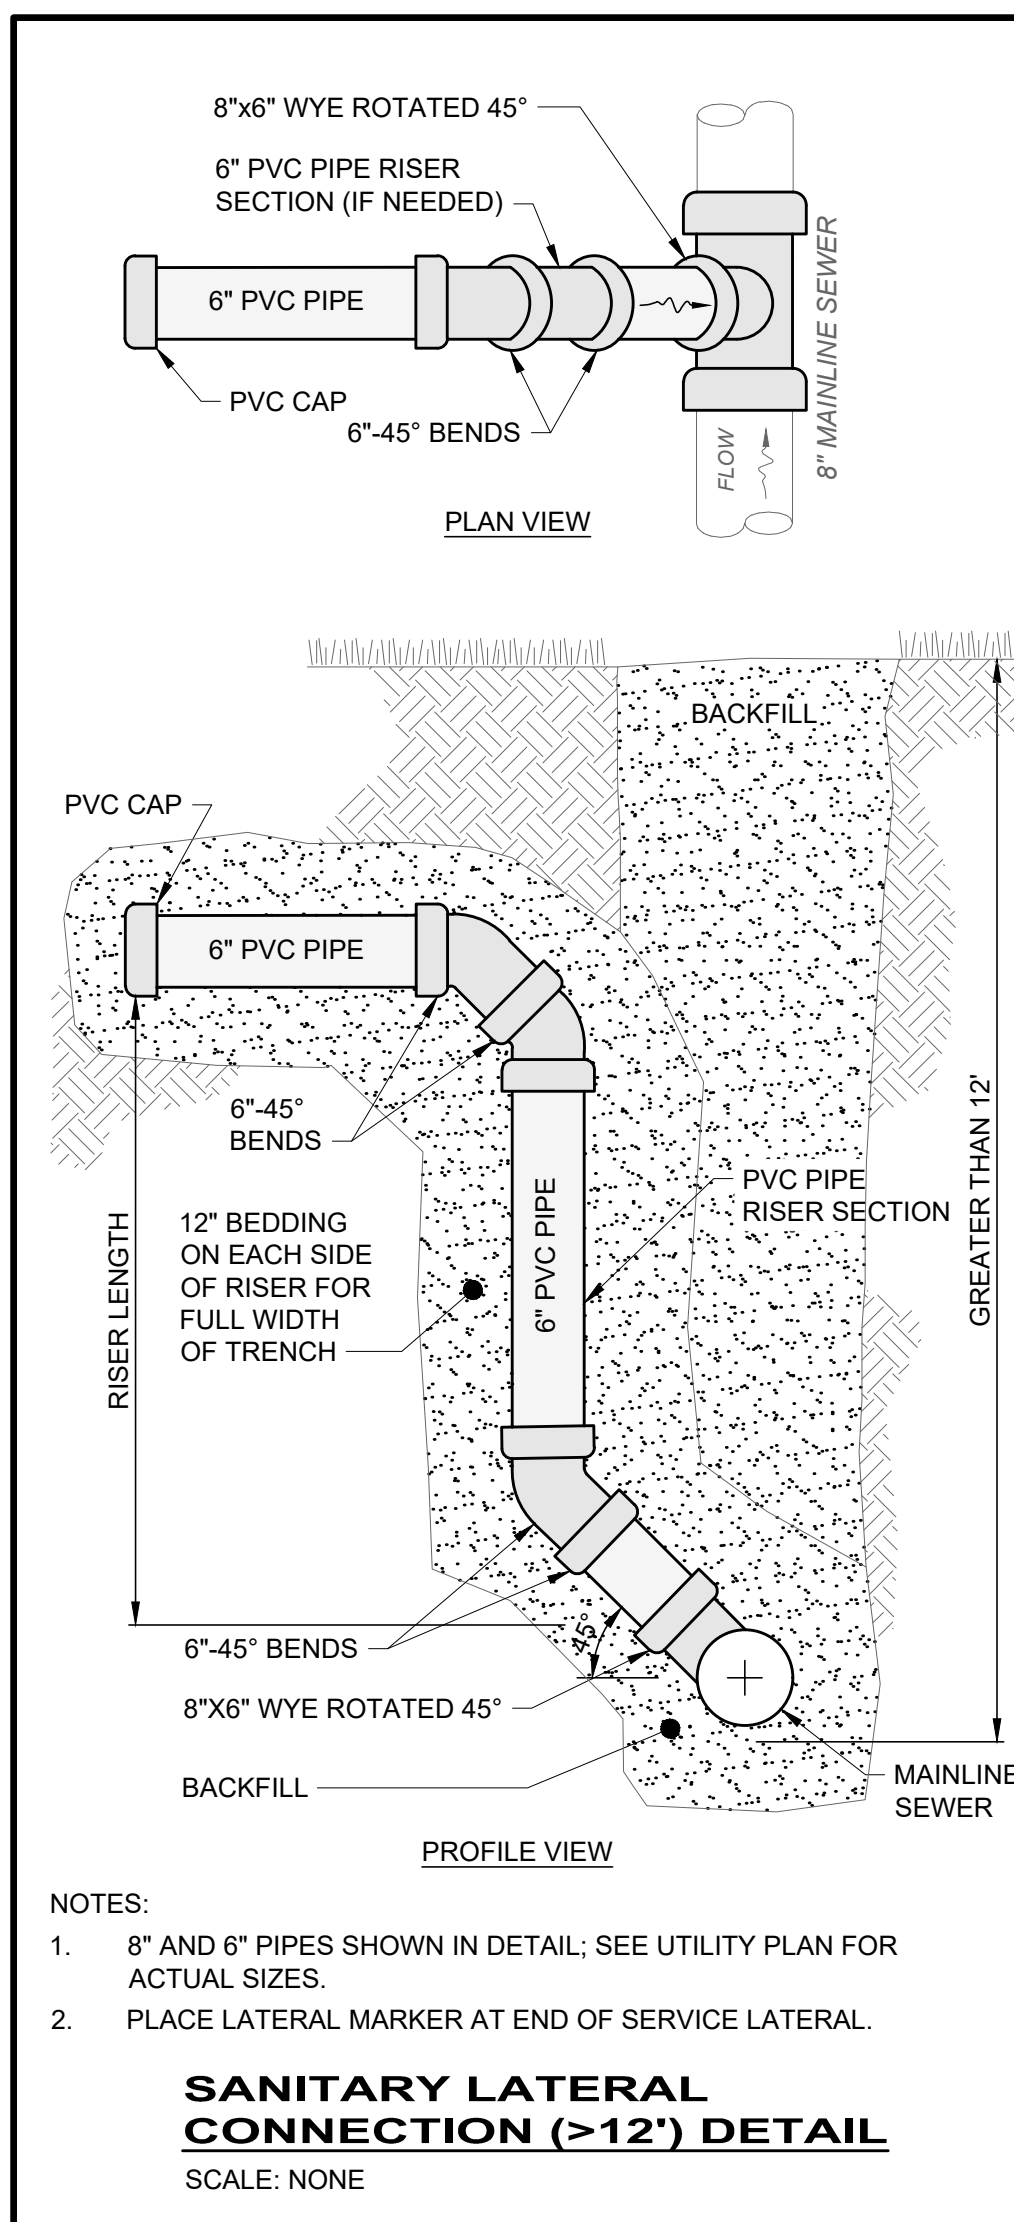 8"x6" WYE ROTATED 45°
6" PVC PIPE RISER
SECTION (IF NEEDED)
8" MAINLINE SEWER
6" PVC PIPE
PVC CAP
6"-45° BENDS
FLOW
PLAN VIEW
BACKFILL
PVC CAP
6" PVC PIPE
6"-45°
BENDS
PVC PIPE
RISER SECTION
GREATER THAN 12'
6" PVC PIPE
12" BEDDING
ON EACH SIDE
OF RISER FOR
FULL WIDTH
OF TRENCH
RISER LENGTH
45°
6"-45° BENDS
8"X6" WYE ROTATED 45°
BACKFILL
MAINLINE
SEWER
PROFILE VIEW
NOTES:
1. 8" AND 6" PIPES SHOWN IN DETAIL; SEE UTILITY PLAN FOR
ACTUAL SIZES.
2. PLACE LATERAL MARKER AT END OF SERVICE LATERAL.
SANITARY LATERAL
CONNECTION (>12') DETAIL
SCALE: NONE